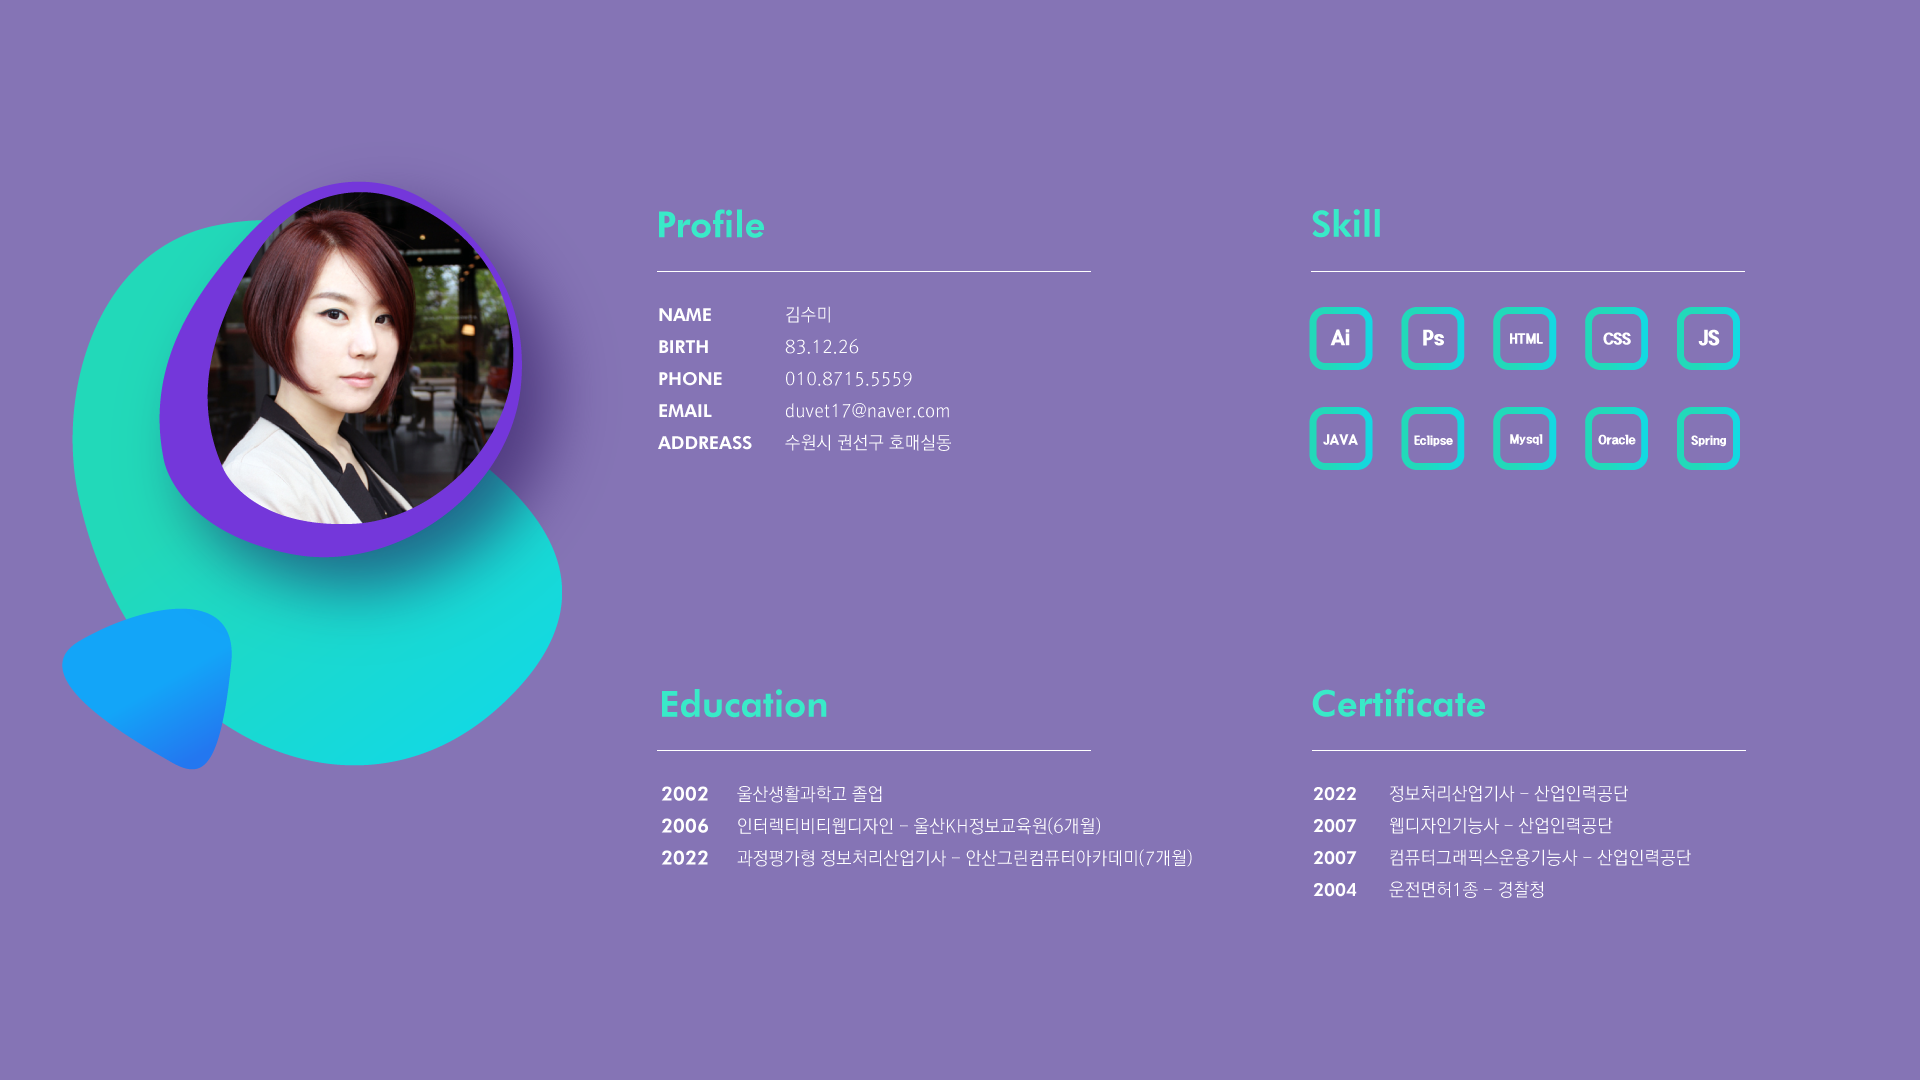 Profile
NAME 김수미
BIRTH 83.12.26
PHONE 010.8715.5559
EMAIL duvet17@naver.com
ADDREASS 수원시 권선구 호매실동
Skill
Ai Ps HTML CSS JS
JAVA Eclipse Mysql Oracle Spring
Education
2002 울산생활과학고 졸업
2006 인터렉티비티웹디자인 – 울산KH정보교육원(6개월)
2022 과정평가형 정보처리산업기사 – 안산그린컴퓨터아카데미(7개월)
Certificate
2022 정보처리산업기사 – 산업인력공단
2007 웹디자인기능사 – 산업인력공단
2007 컴퓨터그래픽스운용기능사 – 산업인력공단
2004 운전면허1종 – 경찰청